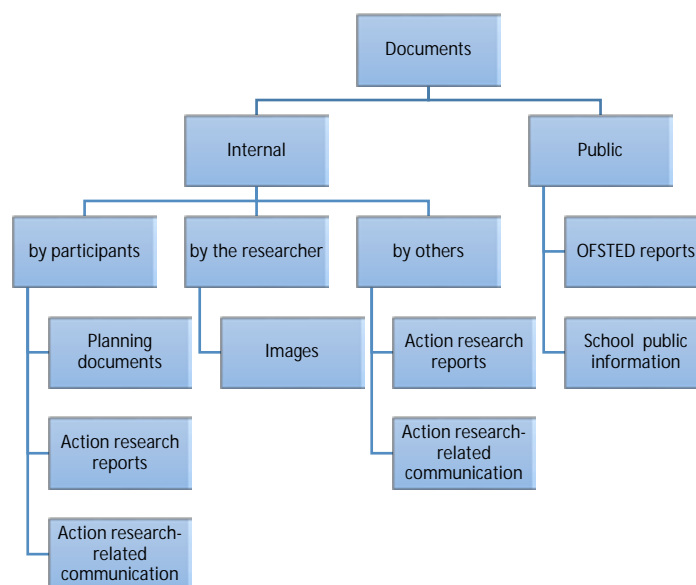 Documents
Internal
Public
by participants
by the researcher
by others
OFSTED reports
Planning
documents
Images
Action research
reports
School public
information
Action research
reports
Action research-
related
communication
Action research-
related
communication